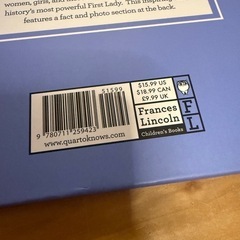 women, girls, and
history's most powerful First Lady. This
features a fact and photo section at the back.
51599
9 780711 259423
www.quartoknows.com
$15.99 US
$18.99 CAN
£9.99 UK
Frances
Lincoln
Children's Books
F
L